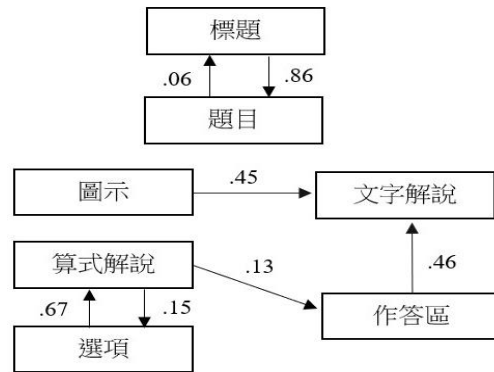 標題
.06 .86
題目
圖示 .45 文字解說
算式解說 .13
.46
.67 .15 作答區
選項